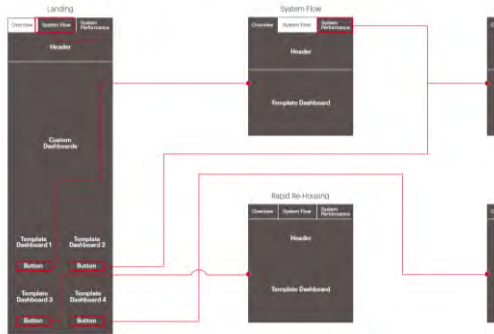 Landing
Overview System Flow System Performance
Header
Custom Dashboards
Template Dashboard 1 Template Dashboard 2
Button Button
Template Dashboard 3 Template Dashboard 4
Button Button
System Flow
Overview System Flow System Performance
Header
Template Dashboard
Rapid Re-Housing
Overview System Flow System Performance
Header
Template Dashboard